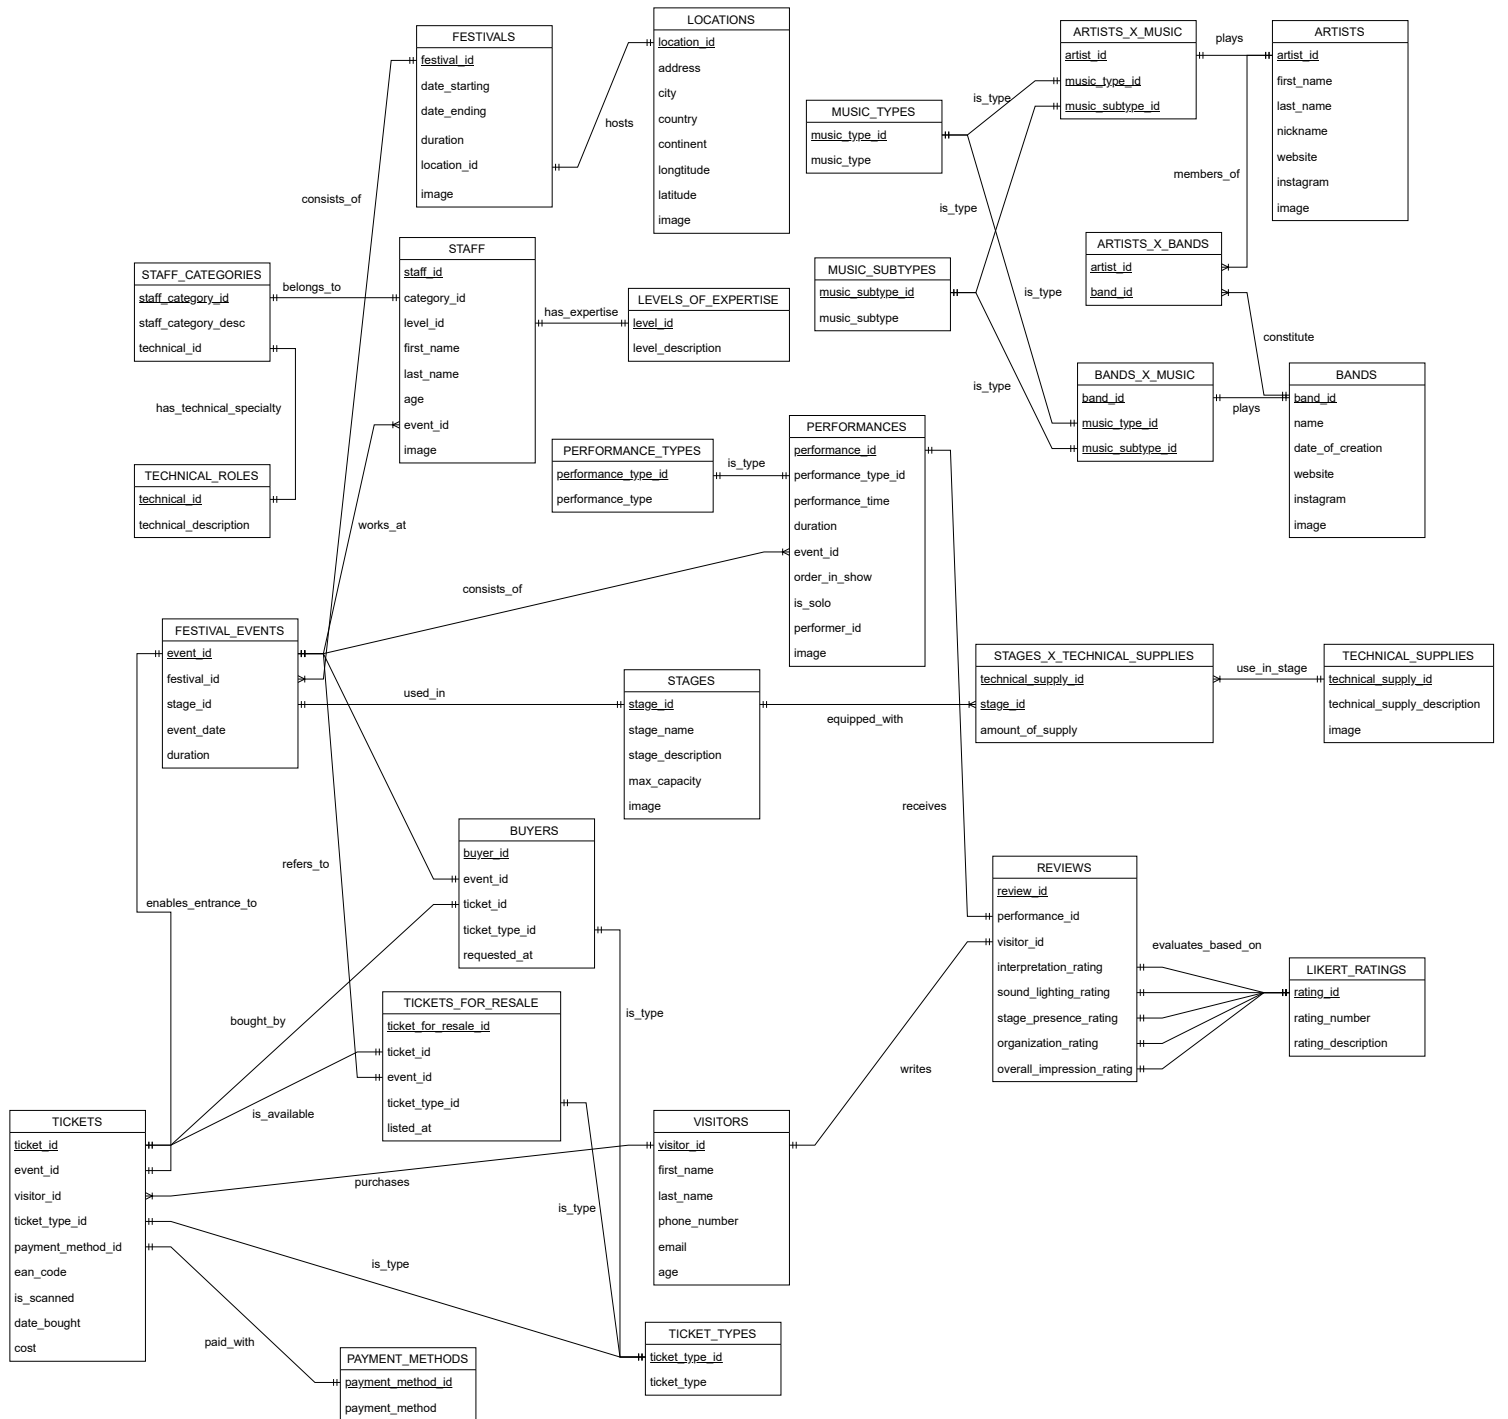 FESTIVALS
festival_id
date_starting
date_ending
duration
location_id
image
LOCATIONS
location_id
address
city
country
continent
longtitude
latitude
image
hosts
consists_of
ARTISTS_X_MUSIC
artist_id
music_type_id
music_subtype_id
plays
ARTISTS
artist_id
first_name
last_name
nickname
website
instagram
image
is_type
MUSIC_TYPES
music_type_id
music_type
members_of
is_type
ARTISTS_X_BANDS
artist_id
band_id
MUSIC_SUBTYPES
music_subtype_id
music_subtype
is_type
constitute
is_type
BANDS_X_MUSIC
band_id
music_type_id
music_subtype_id
plays
BANDS
band_id
name
date_of_creation
website
instagram
image
STAFF_CATEGORIES
staff_category_id
staff_category_desc
technical_id
belongs_to
STAFF
staff_id
category_id
level_id
first_name
last_name
age
event_id
image
has_expertise
LEVELS_OF_EXPERTISE
level_id
level_description
has_technical_specialty
TECHNICAL_ROLES
technical_id
technical_description
works_at
PERFORMANCE_TYPES
performance_type_id
performance_type
is_type
PERFORMANCES
performance_id
performance_type_id
performance_time
duration
event_id
order_in_show
is_solo
performer_id
image
consists_of
FESTIVAL_EVENTS
event_id
festival_id
stage_id
event_date
duration
used_in
STAGES
stage_id
stage_name
stage_description
max_capacity
image
equipped_with
STAGES_X_TECHNICAL_SUPPLIES
technical_supply_id
stage_id
amount_of_supply
use_in_stage
TECHNICAL_SUPPLIES
technical_supply_id
technical_supply_description
image
receives
BUYERS
buyer_id
event_id
ticket_id
ticket_type_id
requested_at
refers_to
enables_entrance_to
REVIEWS
review_id
performance_id
visitor_id
interpretation_rating
sound_lighting_rating
stage_presence_rating
organization_rating
overall_impression_rating
evaluates_based_on
LIKERT_RATINGS
rating_id
rating_number
rating_description
TICKETS_FOR_RESALE
ticket_for_resale_id
ticket_id
event_id
ticket_type_id
listed_at
bought_by
is_type
writes
is_available
TICKETS
ticket_id
event_id
visitor_id
ticket_type_id
payment_method_id
ean_code
is_scanned
date_bought
cost
purchases
VISITORS
visitor_id
first_name
last_name
phone_number
email
age
is_type
is_type
paid_with
TICKET_TYPES
ticket_type_id
ticket_type
PAYMENT_METHODS
payment_method_id
payment_method